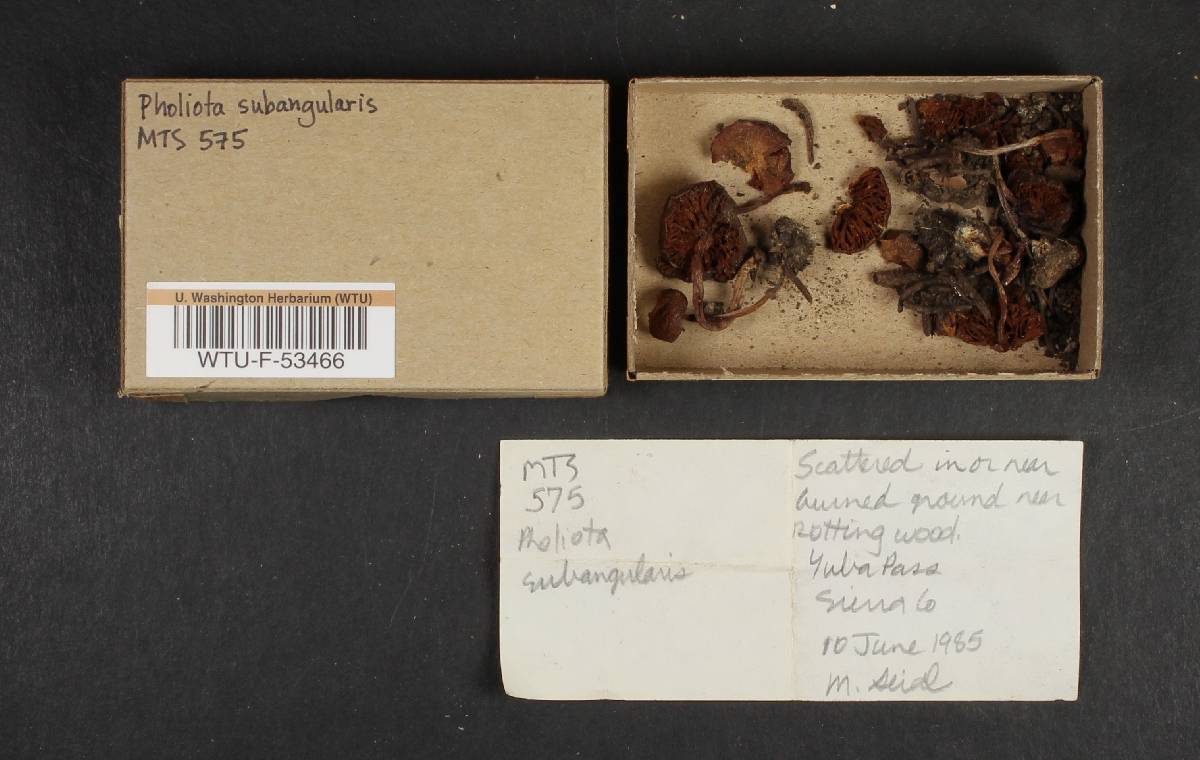 Pholiota subangularis
MTS 575
U. Washington Herbarium (WTU)
WTU-F-53466
MTS
575
Pholiota
subangularis
Scattered in or near
burned ground near
Rotting wood.
Yuba Pass
Sierra Co
10 June 1985
M. Seidl